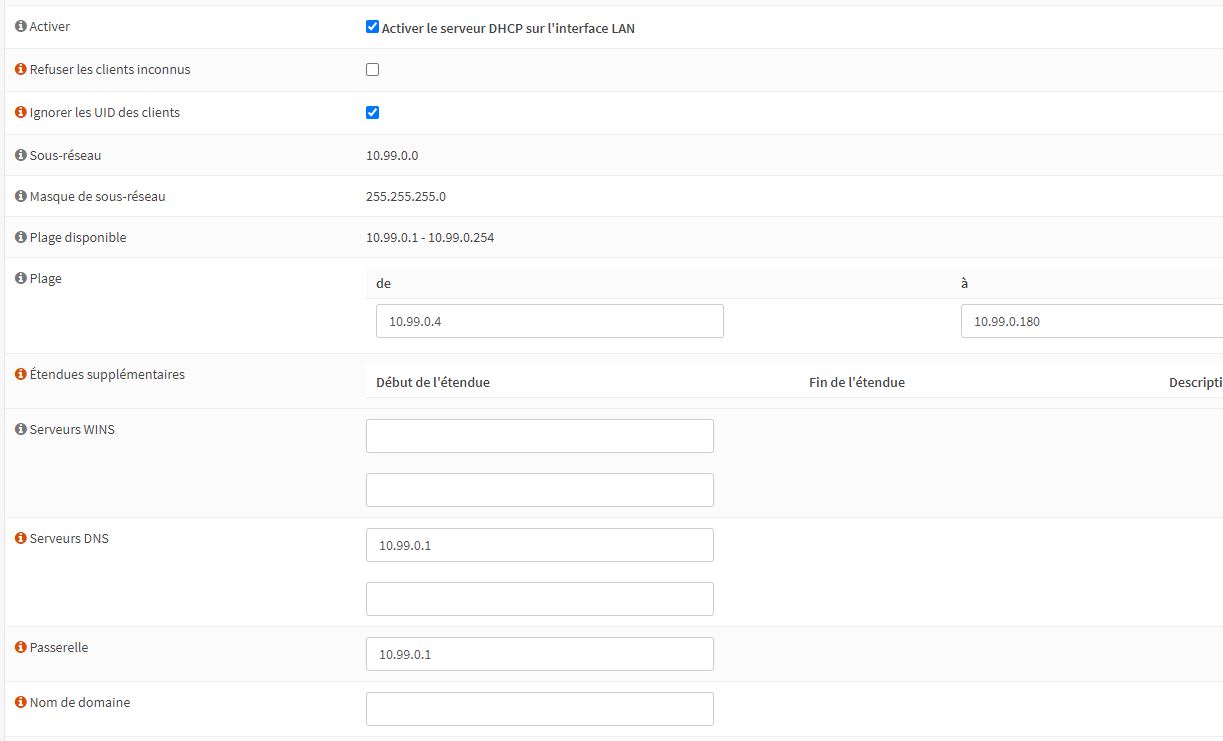 Activer
Activer le serveur DHCP sur l'interface LAN
Refuser les clients inconnus
Ignorer les UID des clients
Sous-réseau
10.99.0.0
Masque de sous-réseau
255.255.255.0
Plage disponible
10.99.0.1 - 10.99.0.254
Plage
de
à
10.99.0.4
10.99.0.180
Étendues supplémentaires
Début de l'étendue
Fin de l'étendue
Descripti
Serveurs WINS
Serveurs DNS
10.99.0.1
Passerelle
10.99.0.1
Nom de domaine